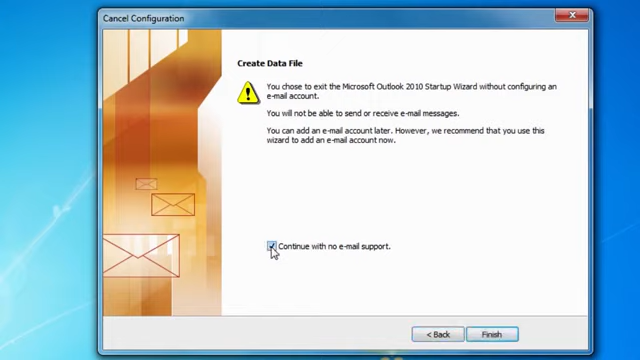 Cancel Configuration
Create Data File
You chose to exit the Microsoft Outlook 2010 Startup Wizard without configuring an
e-mail account.
You will not be able to send or receive e-mail messages.
You can add an e-mail account later. However, we recommend that you use this
wizard to add an e-mail account now.
Continue with no e-mail support.
< Back
Finish